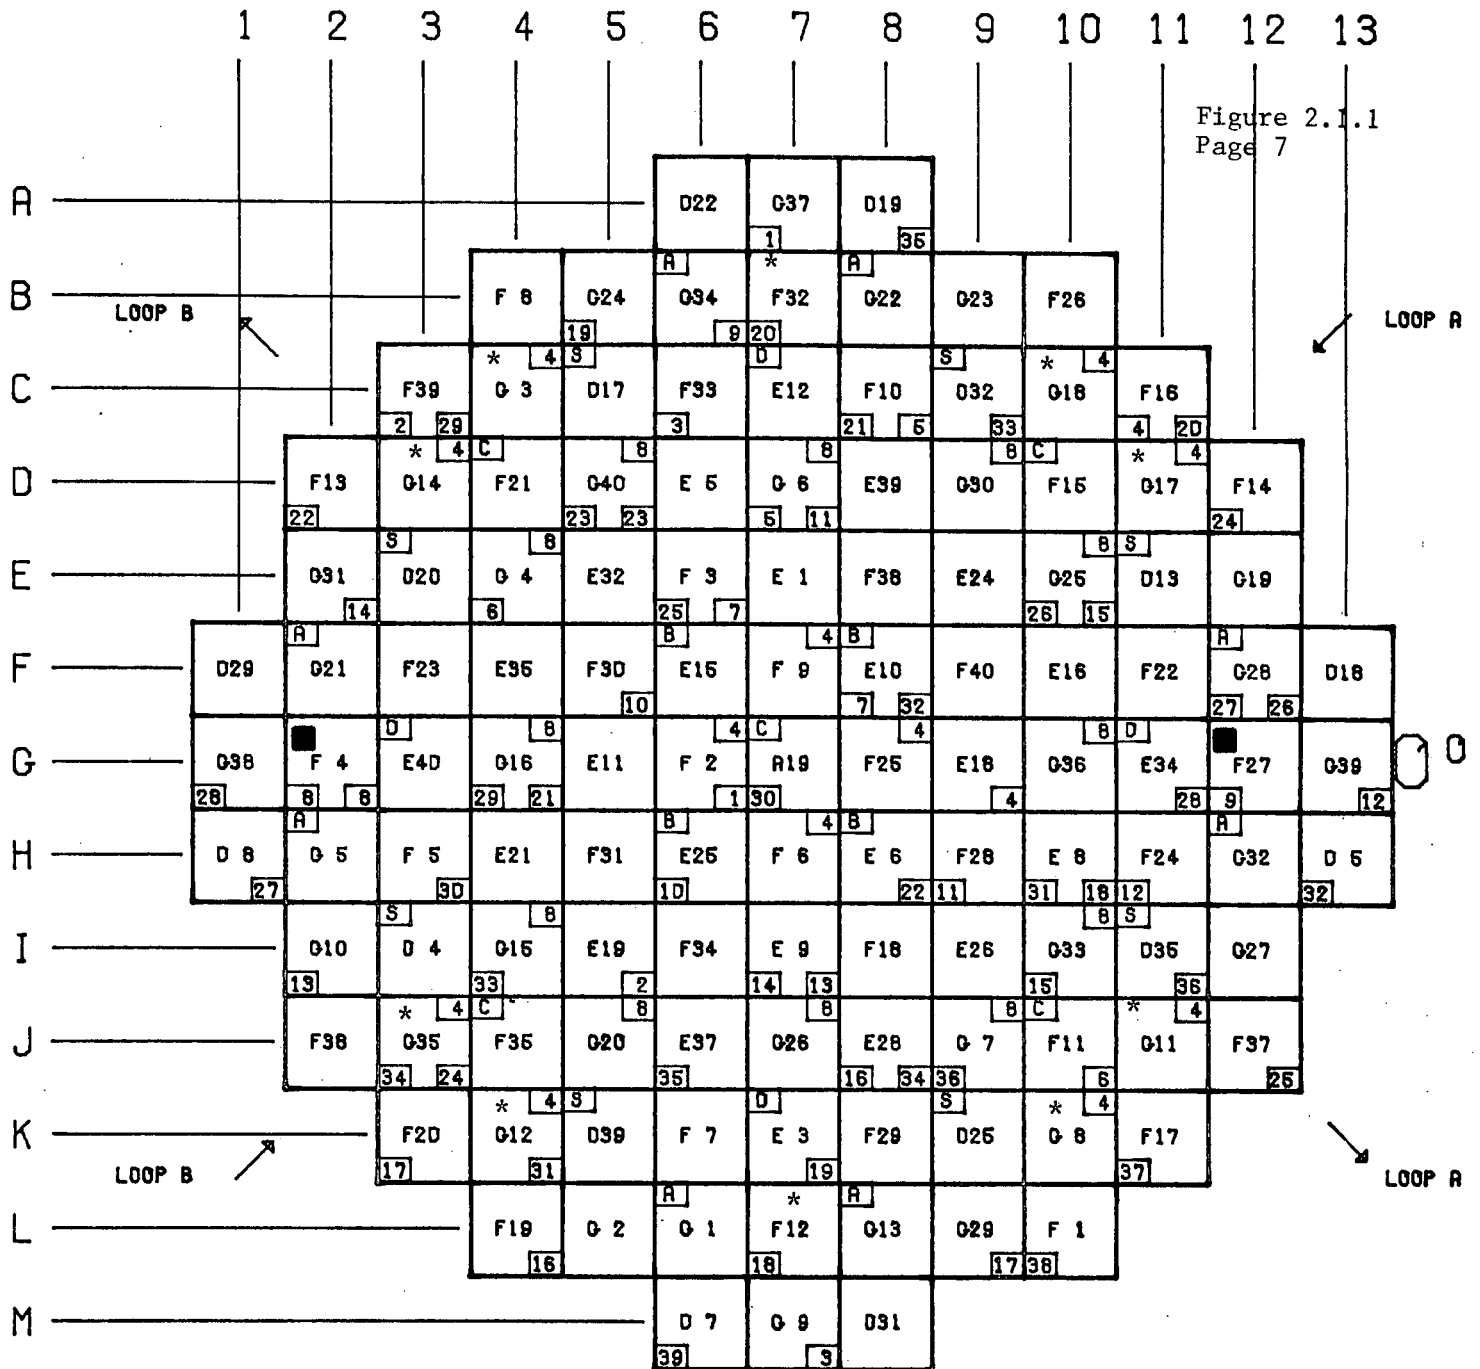 1 2 3 4 5 6 7 8 9 10 11 12 13
Figure 2.1.1
Page 7
A D22 G37 D19
1 35
A * A
B F 8 G24 G34 F32 G22 G23 F26
LOOP B LOOP A
19 9 20
* 4 S D S * 4
C F39 G 3 D17 F33 E12 F10 D32 G18 F16
2 29 3 21 5 33 4 20
* 4 C 8 8 8 C * 4
D F13 G14 F21 G40 E 5 G 6 E39 G30 F15 G17 F14
22 23 23 5 11 24
S 8 8 S
E G31 D20 G 4 E32 F 3 E 1 F38 E24 G25 D13 G19
14 6 25 7 26 15
A B 4 B A
F D29 G21 F23 E35 F30 E15 F 9 E10 F40 E16 F22 G28 D18
10 7 32 27 26
D 8 4 C 4 8 D
G G38 F 4 E40 G16 E11 F 2 A19 F25 E18 G36 E34 F27 G39 0
28 8 8 29 21 1 30 4 28 9 12
A B 4 B A
H D 8 G 5 F 5 E21 F31 E25 F 6 E 6 F28 E 8 F24 G32 D 5
27 30 10 22 11 31 18 12 32
S 8 8 S
I G10 D 4 G15 E19 F34 E 9 F18 E26 G33 D35 G27
13 33 2 14 13 15 36
* 4 C 8 8 8 C * 4
J F38 G35 F35 G20 E37 G26 E28 G 7 F11 G11 F37
34 24 35 16 34 36 6 25
* 4 S D S * 4
K F20 G12 D39 F 7 E 3 F29 D25 G 8 F17
17 31 19 37
LOOP B LOOP A
A * A
L F19 G 2 G 1 F12 G13 G29 F 1
16 18 17 38
M D 7 G 9 D31
39 3